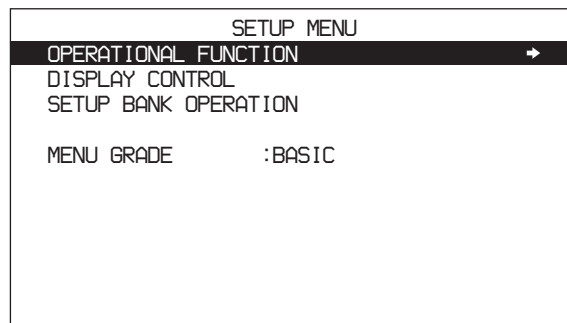 SETUP MENU
OPERATIONAL FUNCTION
DISPLAY CONTROL
SETUP BANK OPERATION
MENU GRADE :BASIC